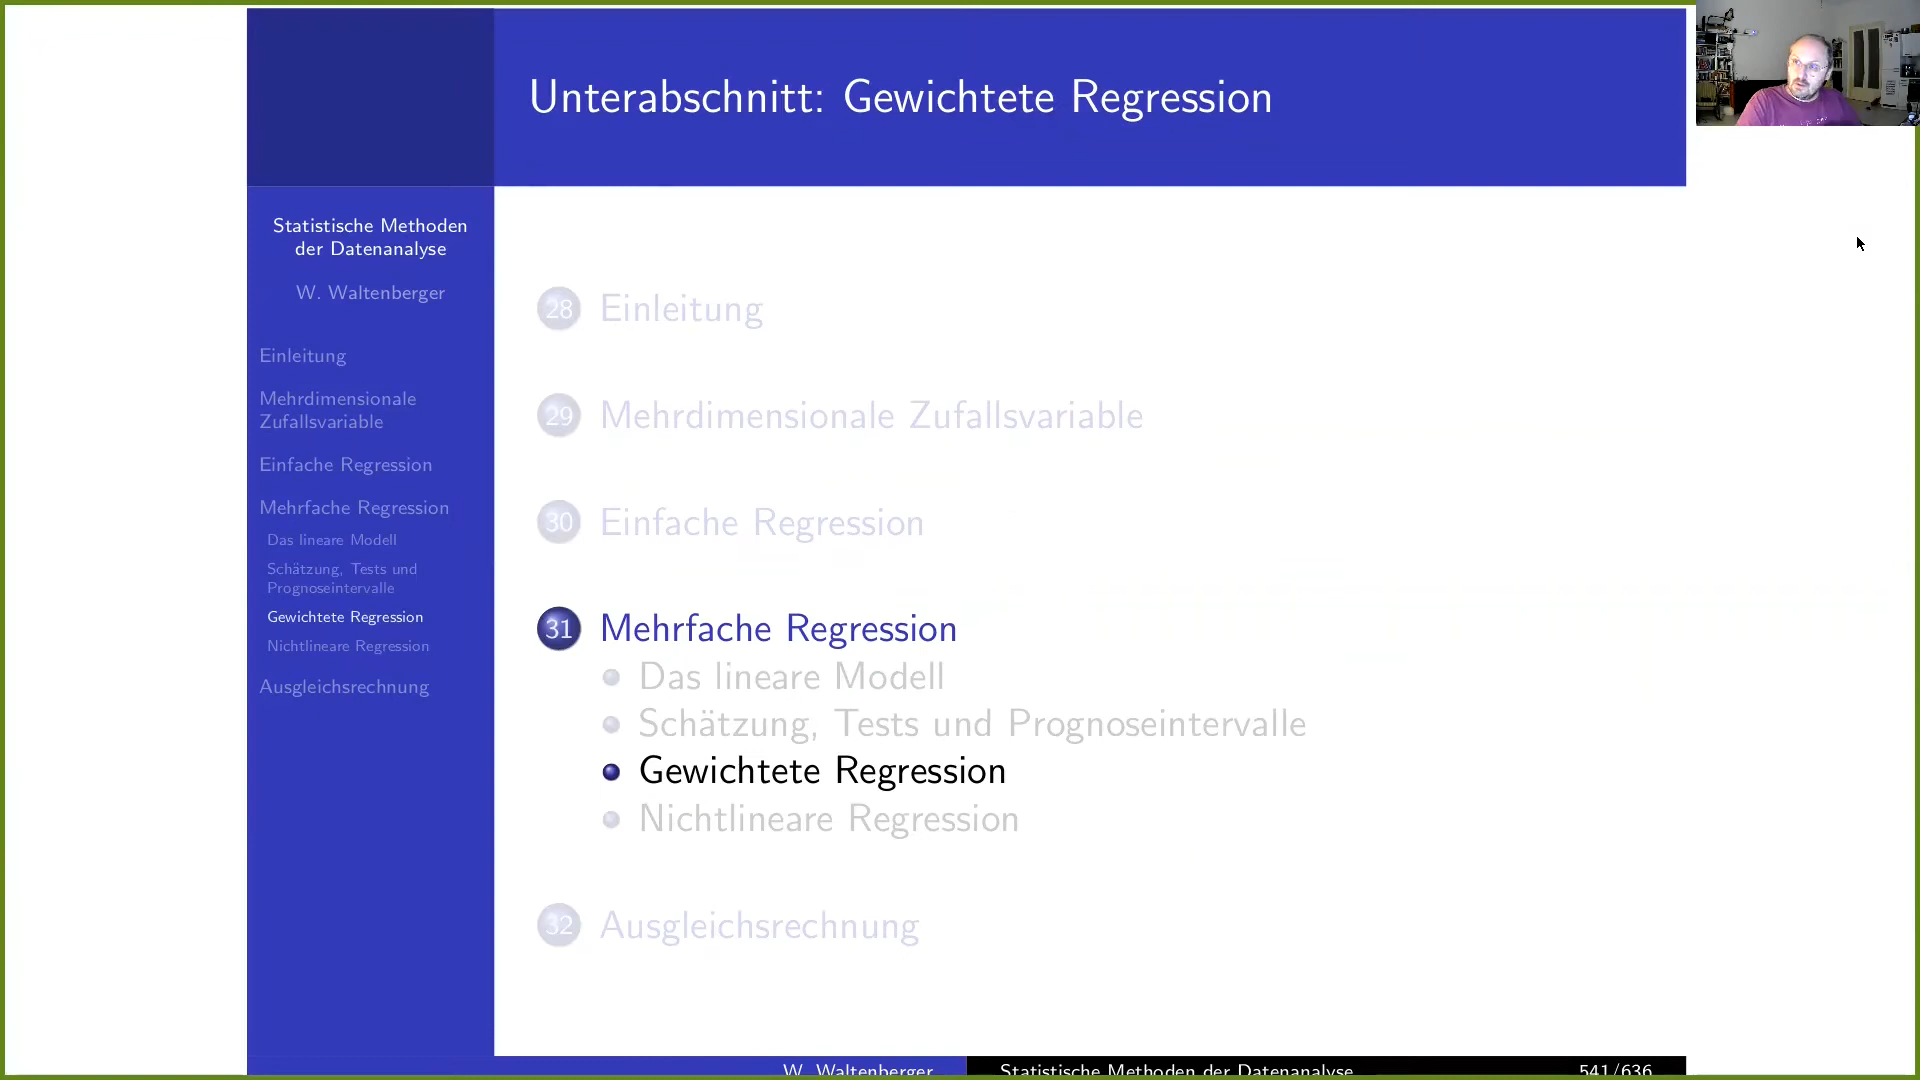 Unterabschnitt: Gewichtete Regression
Statistische Methoden
der Datenanalyse
W. Waltenberger
Einleitung
Mehrdimensionale
Zufallsvariable
Einfache Regression
Mehrfache Regression
Das lineare Modell
Schätzung, Tests und
Prognoseintervalle
Gewichtete Regression
Nichtlineare Regression
Ausgleichsrechnung
28 Einleitung
29 Mehrdimensionale Zufallsvariable
30 Einfache Regression
31 Mehrfache Regression
Das lineare Modell
Schätzung, Tests und Prognoseintervalle
Gewichtete Regression
Nichtlineare Regression
32 Ausgleichsrechnung
W. Waltenberger
Statistische Methoden der Datenanalyse
541/636